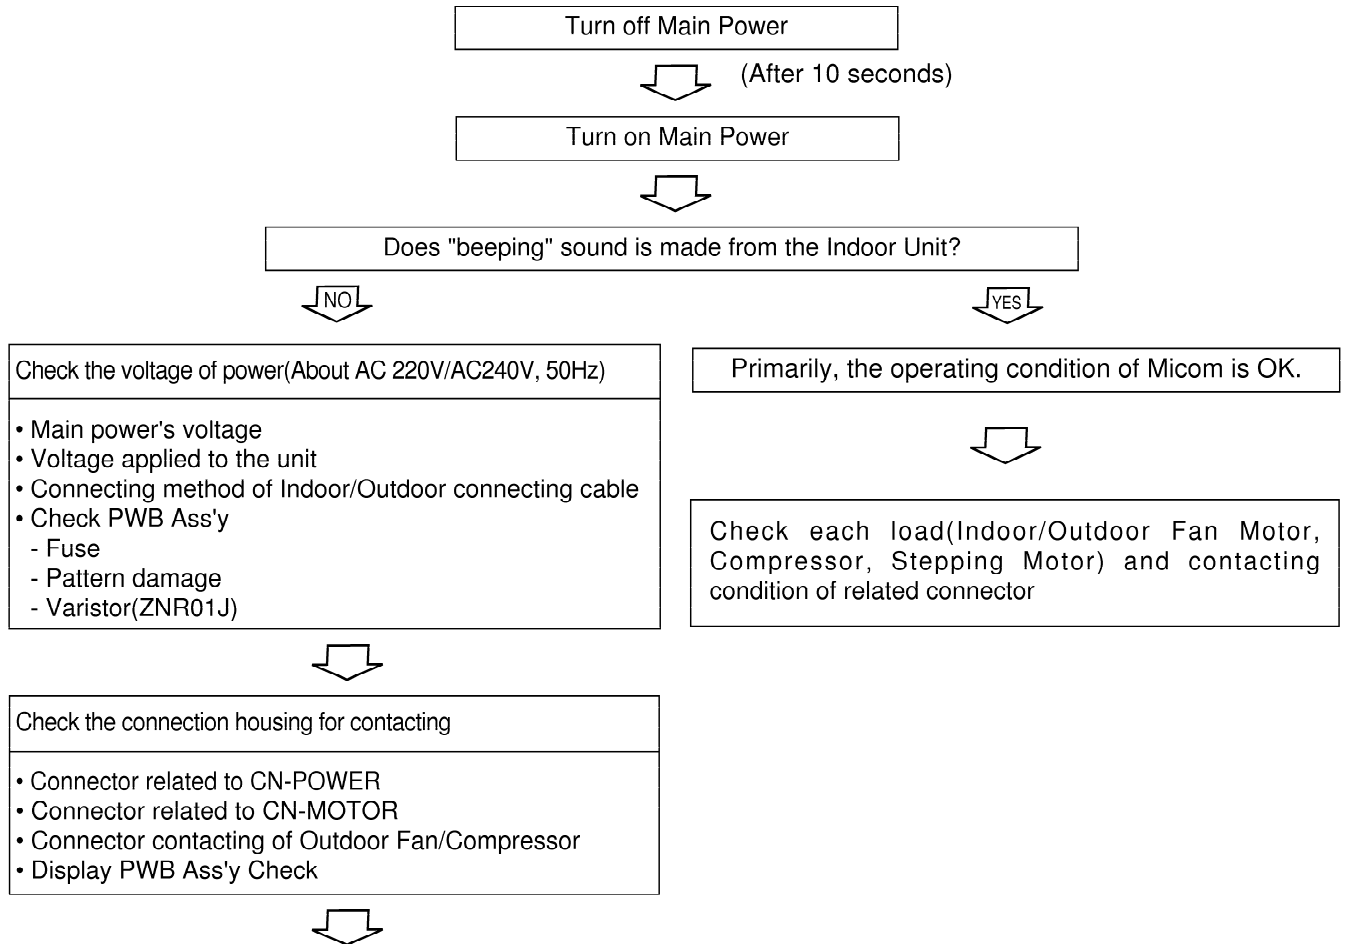 Turn off Main Power
(After 10 seconds)
Turn on Main Power
Does "beeping" sound is made from the Indoor Unit?
NO
YES
Check the voltage of power(About AC 220V/AC240V, 50Hz)
• Main power's voltage
• Voltage applied to the unit
• Connecting method of Indoor/Outdoor connecting cable
• Check PWB Ass'y
- Fuse
- Pattern damage
- Varistor(ZNR01J)
Primarily, the operating condition of Micom is OK.
Check each load(Indoor/Outdoor Fan Motor,
Compressor, Stepping Motor) and contacting
condition of related connector
Check the connection housing for contacting
• Connector related to CN-POWER
• Connector related to CN-MOTOR
• Connector contacting of Outdoor Fan/Compressor
• Display PWB Ass'y Check